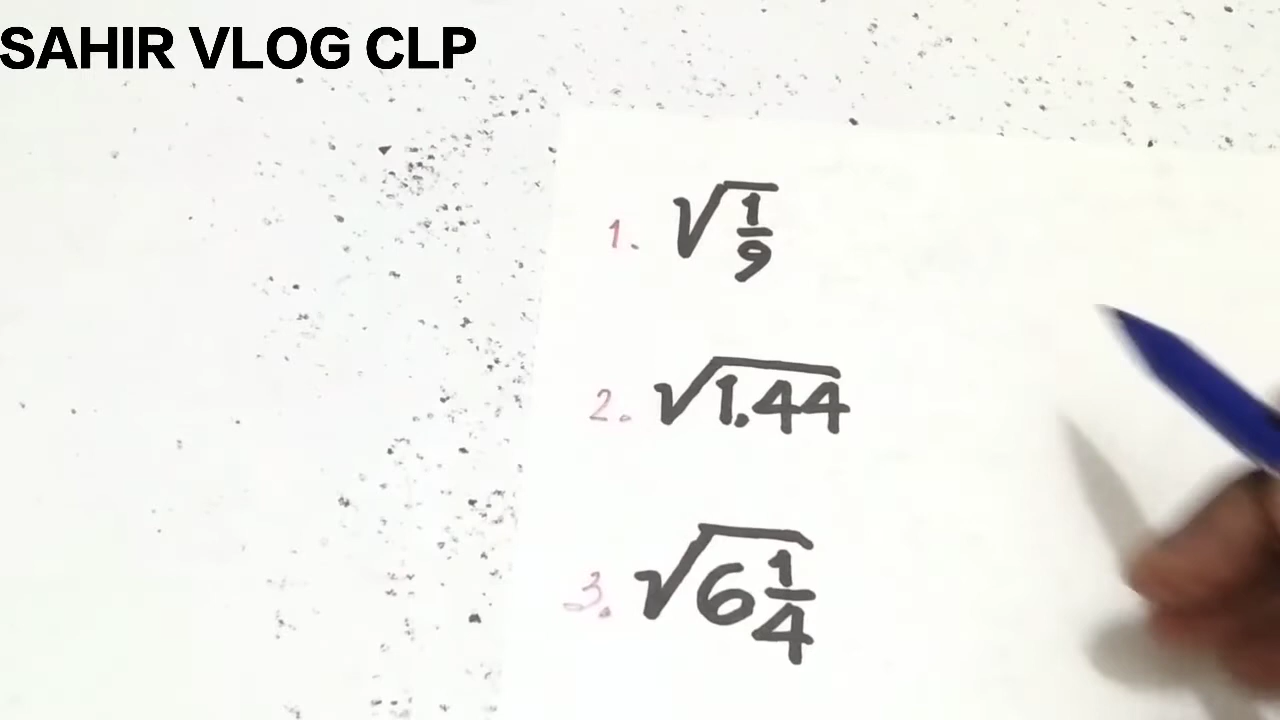 SAHIR VLOG CLP
1. √1/9
2. √1.44
3. √6 1/4